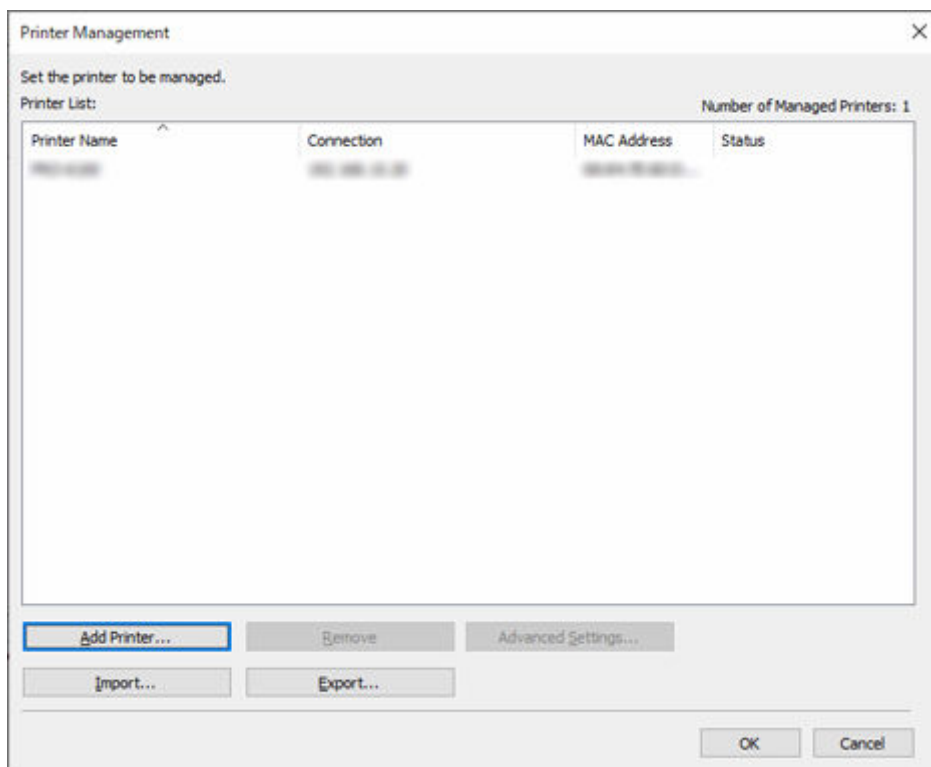 Printer Management
Set the printer to be managed.
Printer List:
Number of Managed Printers: 1
Printer Name Connection MAC Address Status
Add Printer... Remove Advanced Settings...
Import... Export...
OK Cancel